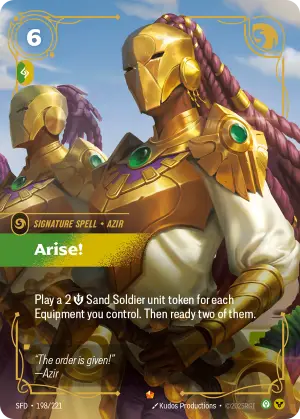 6
SIGNATURE SPELL • AZIR
Arise!
Play a 2 Sand Soldier unit token for each
Equipment you control. Then ready two of them.
"The order is given!"
—Azir
SFD • 198/221
Kudos Productions
©2025RGI